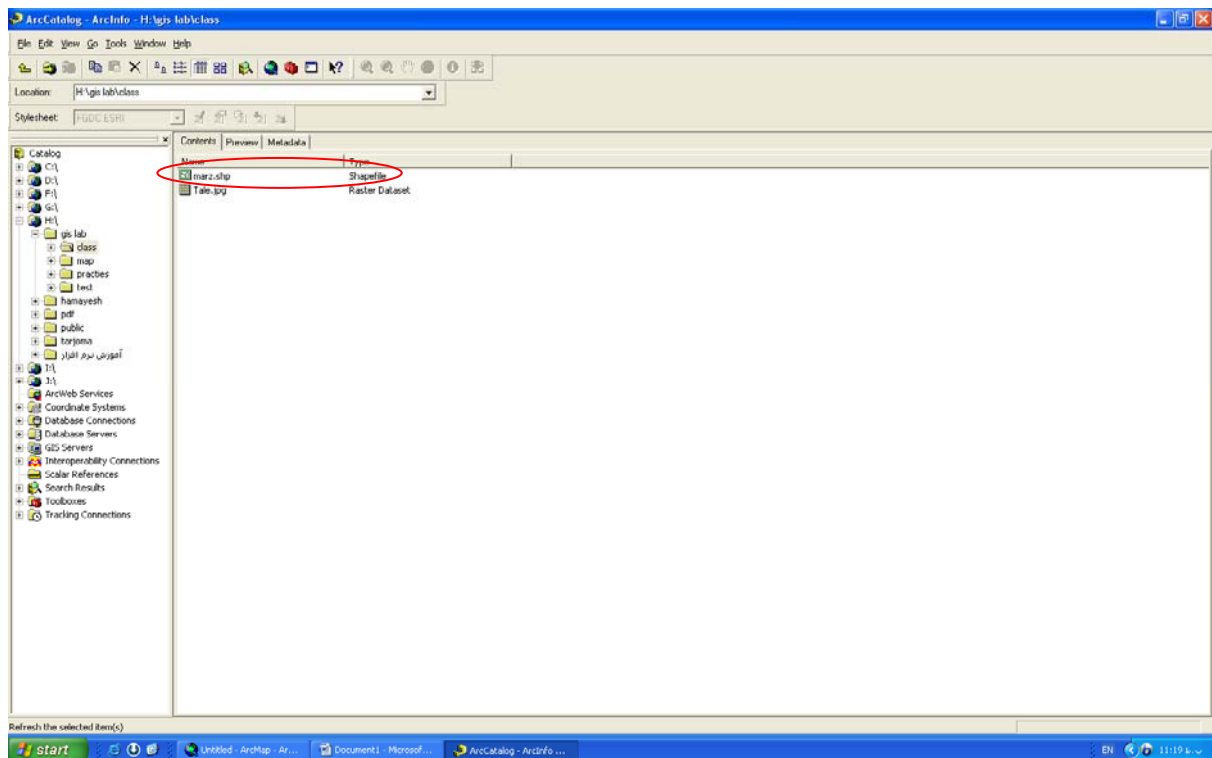 ArcCatalog - ArcInfo - H:\gis lab\class
File Edit View Go Tools Window Help
Location: H:\gis lab\class
Stylesheet: FGDC ESRI
Contents Preview Metadata
Name Type
marz.shp Shapefile
Tale.jpg Raster Dataset
Catalog
C:\
D:\
F:\
G:\
H:\
gis lab
class
map
practies
test
hamayesh
pdf
public
tarjoma
آموزش نرم افزار
I:\
J:\
ArcWeb Services
Coordinate Systems
Database Connections
Database Servers
GIS Servers
Interoperability Connections
Scalar References
Search Results
Toolboxes
Tracking Connections
Refresh the selected item(s)
start Untitled - ArcMap - Ar... Document1 - Microsof... ArcCatalog - ArcInfo ... EN 11:19 ب.ظ